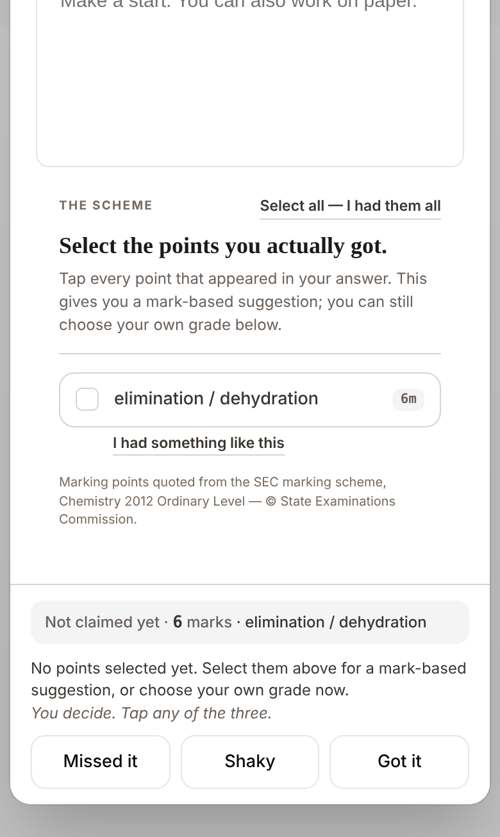 Make a start. You can also work on paper.
THE SCHEME
Select all — I had them all
Select the points you actually got.
Tap every point that appeared in your answer. This
gives you a mark-based suggestion; you can still
choose your own grade below.
elimination / dehydration
6m
I had something like this
Marking points quoted from the SEC marking scheme,
Chemistry 2012 Ordinary Level — © State Examinations
Commission.
Not claimed yet · 6 marks · elimination / dehydration
No points selected yet. Select them above for a mark-based
suggestion, or choose your own grade now.
You decide. Tap any of the three.
Missed it
Shaky
Got it